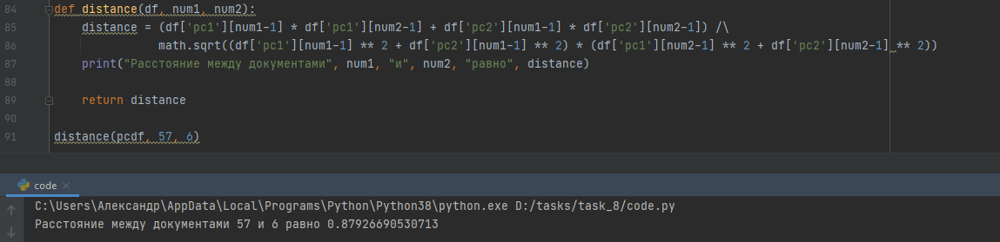 84 def distance(df, num1, num2):
85     distance = (df['pc1'][num1-1] * df['pc1'][num2-1] + df['pc2'][num1-1] * df['pc2'][num2-1]) /\
86                math.sqrt((df['pc1'][num1-1] ** 2 + df['pc2'][num1-1] ** 2) * (df['pc1'][num2-1] ** 2 + df['pc2'][num2-1] ** 2))
87     print("Расстояние между документами", num1, "и", num2, "равно", distance)
88
89     return distance
90
91 distance(pcdf, 57, 6)
code
C:\Users\Александр\AppData\Local\Programs\Python\Python38\python.exe D:/tasks/task_8/code.py
Расстояние между документами 57 и 6 равно 0.87926690530713